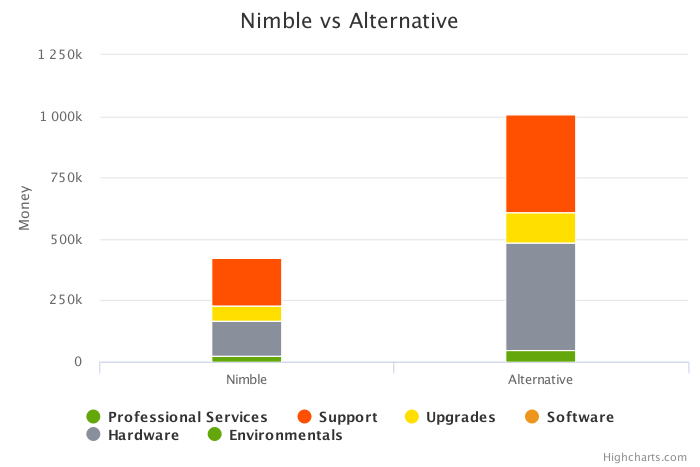 Nimble vs Alternative
1 250k
1 000k
750k
500k
250k
0
Money
Nimble Alternative
Professional Services Support Upgrades Software
Hardware Environmentals
Highcharts.com